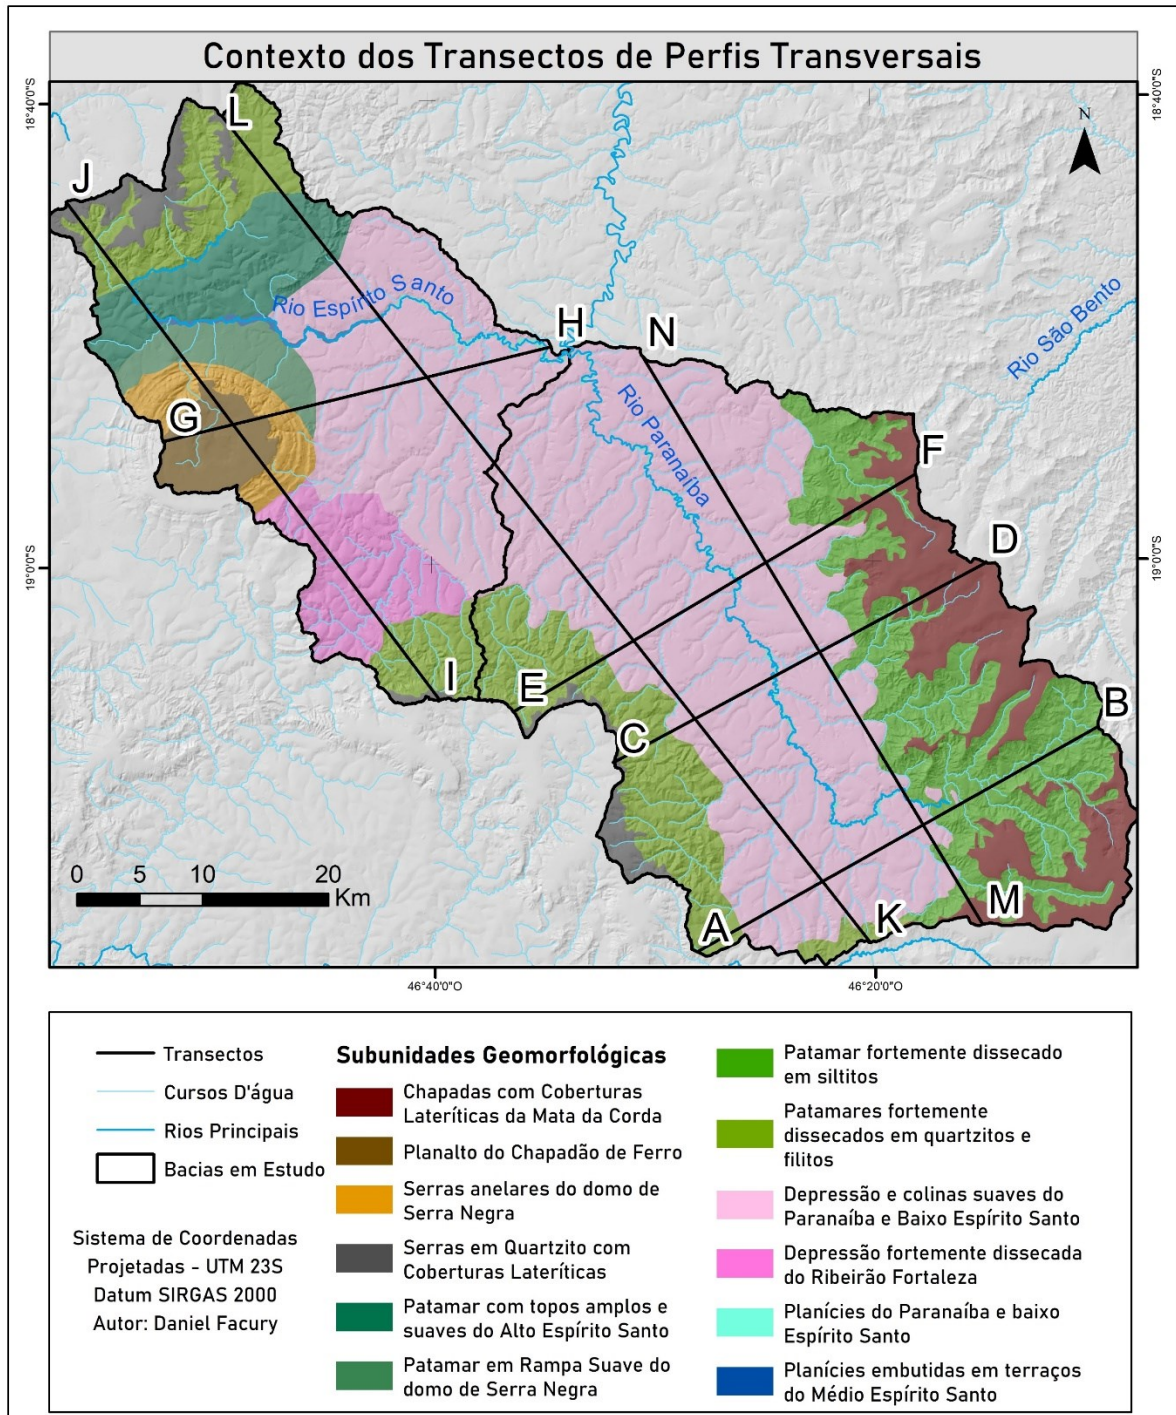 Contexto dos Transectos de Perfis Transversais
18°40'0"S
18°40'0"S
L
N
J
Rio Espírito Santo
H
N
Rio São Bento
Rio Paranaíba
G
F
19°0'0"S
19°0'0"S
D
I
E
B
C
0 5 10 20
Km
A
K
M
46°40'0"O
46°20'0"O
Transectos
Cursos D'água
Rios Principais
Bacias em Estudo
Sistema de Coordenadas
Projetadas - UTM 23S
Datum SIRGAS 2000
Autor: Daniel Facury
Subunidades Geomorfológicas
Chapadas com Coberturas
Lateríticas da Mata da Corda
Planalto do Chapadão de Ferro
Serras anelares do domo de
Serra Negra
Serras em Quartzito com
Coberturas Lateríticas
Patamar com topos amplos e
suaves do Alto Espírito Santo
Patamar em Rampa Suave do
domo de Serra Negra
Patamar fortemente dissecado
em siltitos
Patamares fortemente
dissecados em quartzitos e
filitos
Depressão e colinas suaves do
Paranaíba e Baixo Espírito Santo
Depressão fortemente dissecada
do Ribeirão Fortaleza
Planícies do Paranaíba e baixo
Espírito Santo
Planícies embutidas em terraços
do Médio Espírito Santo